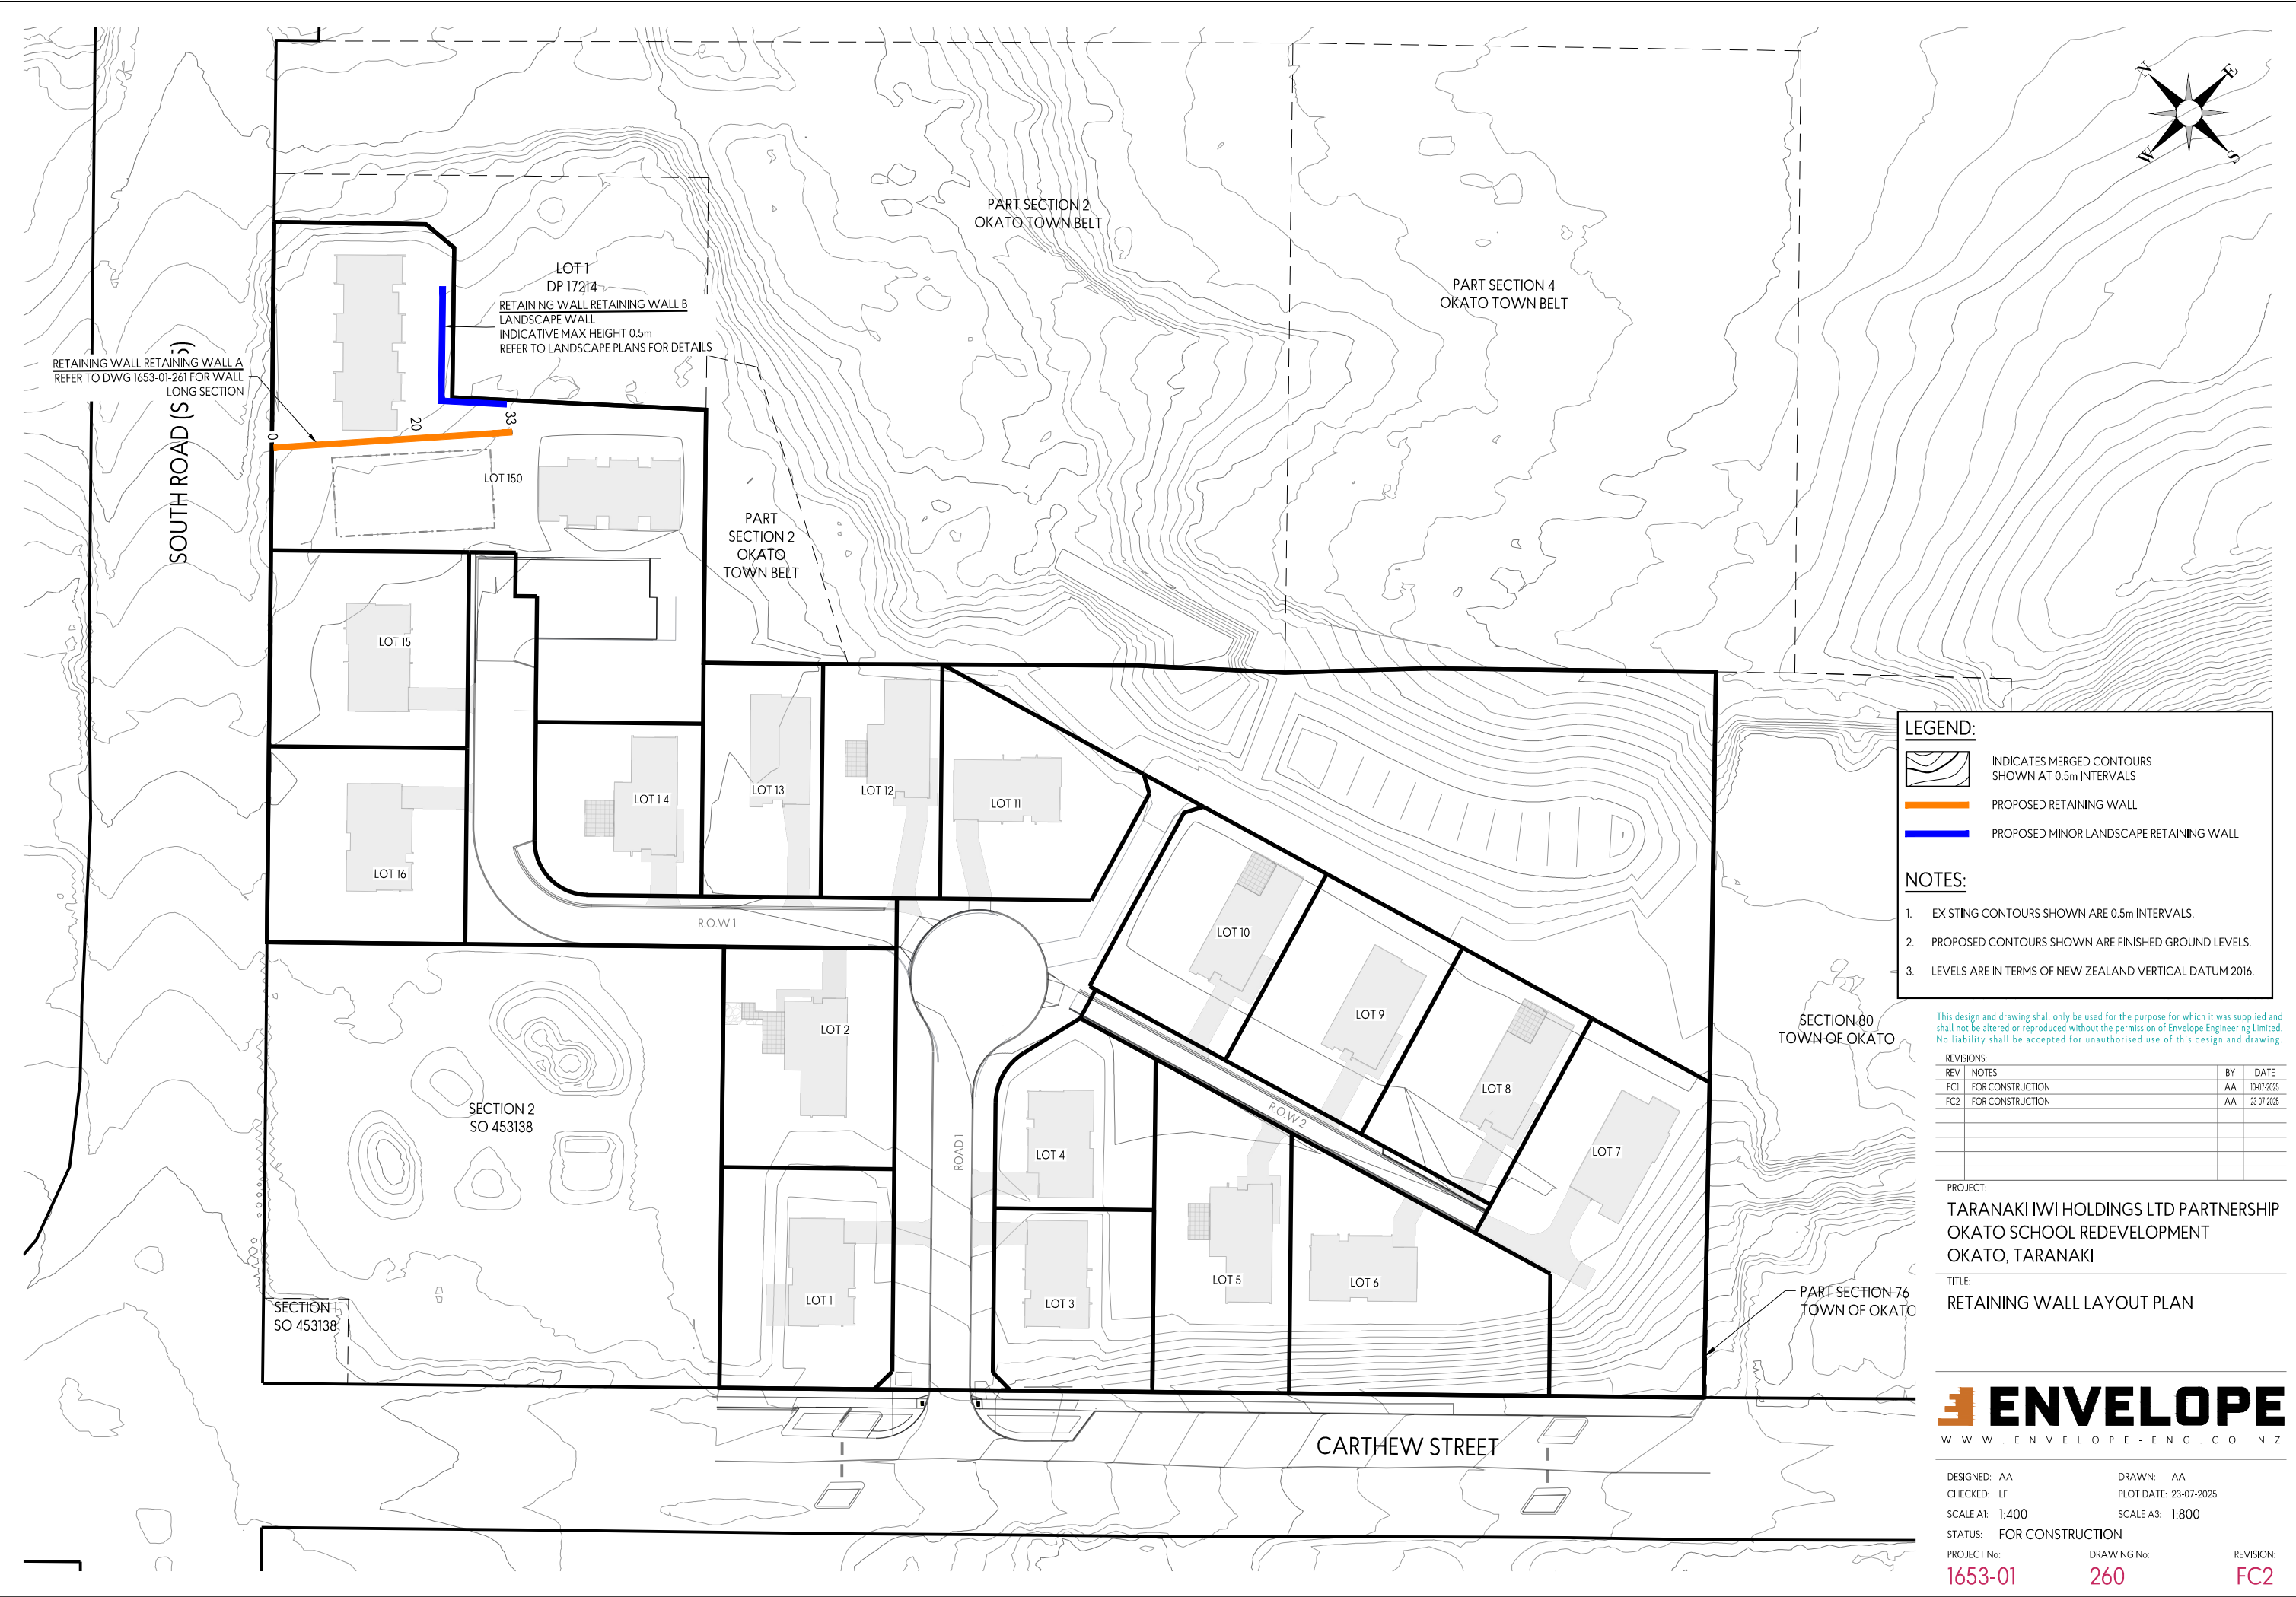 N
E
W
S
PART SECTION 2
OKATO TOWN BELT
LOT 1
DP 17214
RETAINING WALL RETAINING WALL B
LANDSCAPE WALL
INDICATIVE MAX HEIGHT 0.5m
REFER TO LANDSCAPE PLANS FOR DETAILS
PART SECTION 4
OKATO TOWN BELT
RETAINING WALL RETAINING WALL A
REFER TO DWG 1653-01-261 FOR WALL
LONG SECTION
SOUTH ROAD (S
0
20
33
LOT 150
PART
SECTION 2
OKATO
TOWN BELT
LOT 15
LOT 16
LOT 14
LOT 13
LOT 12
LOT 11
R.O.W 1
LOT 10
LOT 9
LOT 8
LOT 7
LOT 2
SECTION 2
SO 453138
ROAD 1
LOT 4
R.O.W 2
LOT 1
LOT 3
LOT 5
LOT 6
SECTION 1
SO 453138
SECTION 80
TOWN OF OKATO
PART SECTION 76
TOWN OF OKATO
CARTHEW STREET
LEGEND:
INDICATES MERGED CONTOURS
SHOWN AT 0.5m INTERVALS
PROPOSED RETAINING WALL
PROPOSED MINOR LANDSCAPE RETAINING WALL
NOTES:
1. EXISTING CONTOURS SHOWN ARE 0.5m INTERVALS.
2. PROPOSED CONTOURS SHOWN ARE FINISHED GROUND LEVELS.
3. LEVELS ARE IN TERMS OF NEW ZEALAND VERTICAL DATUM 2016.
This design and drawing shall only be used for the purpose for which it was supplied and
shall not be altered or reproduced without the permission of Envelope Engineering Limited.
No liability shall be accepted for unauthorised use of this design and drawing.
REVISIONS:
REV NOTES BY DATE
FC1 FOR CONSTRUCTION AA 10-07-2025
FC2 FOR CONSTRUCTION AA 23-07-2025
PROJECT:
TARANAKI IWI HOLDINGS LTD PARTNERSHIP
OKATO SCHOOL REDEVELOPMENT
OKATO, TARANAKI
TITLE:
RETAINING WALL LAYOUT PLAN
ENVELOPE
WWW.ENVELOPE-ENG.CO.NZ
DESIGNED: AA DRAWN: AA
CHECKED: LF PLOT DATE: 23-07-2025
SCALE A1: 1:400 SCALE A3: 1:800
STATUS: FOR CONSTRUCTION
PROJECT No: DRAWING No: REVISION:
1653-01 260 FC2